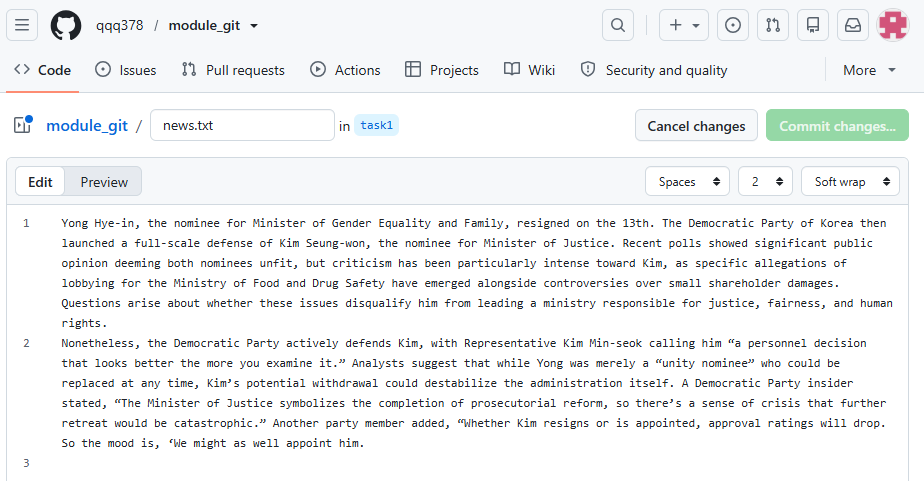 qqq378 / module_git
Code Issues Pull requests Actions Projects Wiki Security and quality More
module_git / news.txt in task1 Cancel changes Commit changes...
Edit Preview Spaces 2 Soft wrap
1 Yong Hye-in, the nominee for Minister of Gender Equality and Family, resigned on the 13th. The Democratic Party of Korea then
launched a full-scale defense of Kim Seung-won, the nominee for Minister of Justice. Recent polls showed significant public
opinion deeming both nominees unfit, but criticism has been particularly intense toward Kim, as specific allegations of
lobbying for the Ministry of Food and Drug Safety have emerged alongside controversies over small shareholder damages.
Questions arise about whether these issues disqualify him from leading a ministry responsible for justice, fairness, and human
rights.
2 Nonetheless, the Democratic Party actively defends Kim, with Representative Kim Min-seok calling him “a personnel decision
that looks better the more you examine it.” Analysts suggest that while Yong was merely a “unity nominee” who could be
replaced at any time, Kim’s potential withdrawal could destabilize the administration itself. A Democratic Party insider
stated, “The Minister of Justice symbolizes the completion of prosecutorial reform, so there’s a sense of crisis that further
retreat would be catastrophic.” Another party member added, “Whether Kim resigns or is appointed, approval ratings will drop.
So the mood is, ‘We might as well appoint him.
3